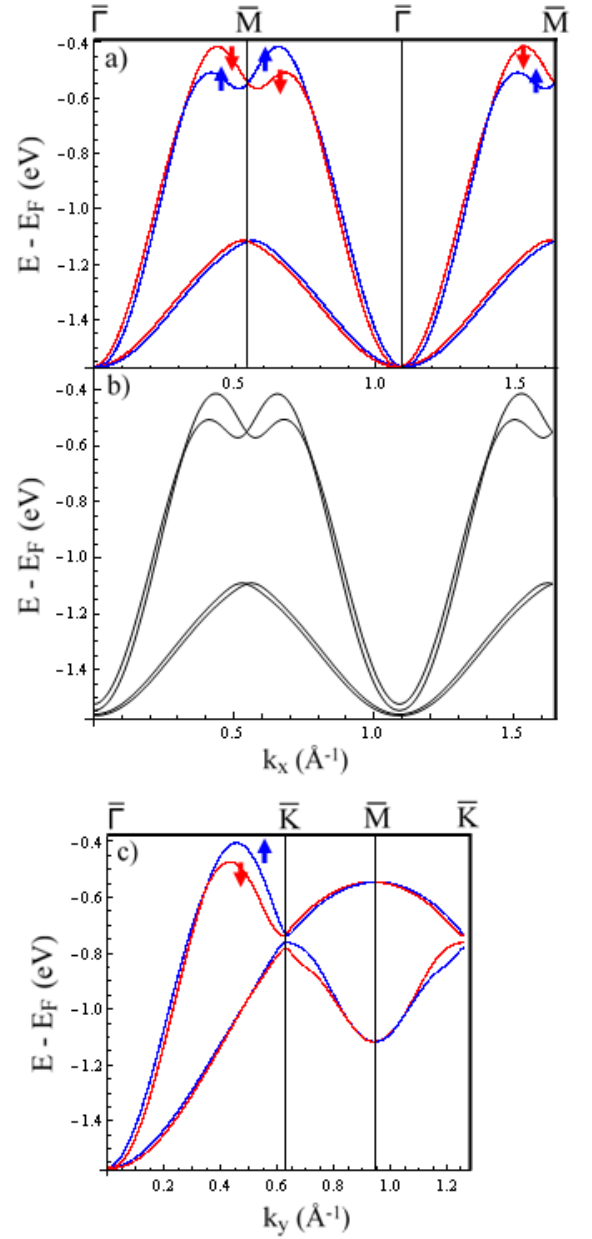 Γ̅ M̅ Γ̅ M̅
a)
−0.4
−0.6
−0.8
−1.0
−1.2
−1.4
E - E_F (eV)
0.5 1.0 1.5
b)
−0.4
−0.6
−0.8
−1.0
−1.2
−1.4
E - E_F (eV)
0.5 1.0 1.5
k_x (Å⁻¹)
Γ̅ K̅ M̅ K̅
c)
−0.4
−0.6
−0.8
−1.0
−1.2
−1.4
E - E_F (eV)
0.2 0.4 0.6 0.8 1.0 1.2
k_y (Å⁻¹)